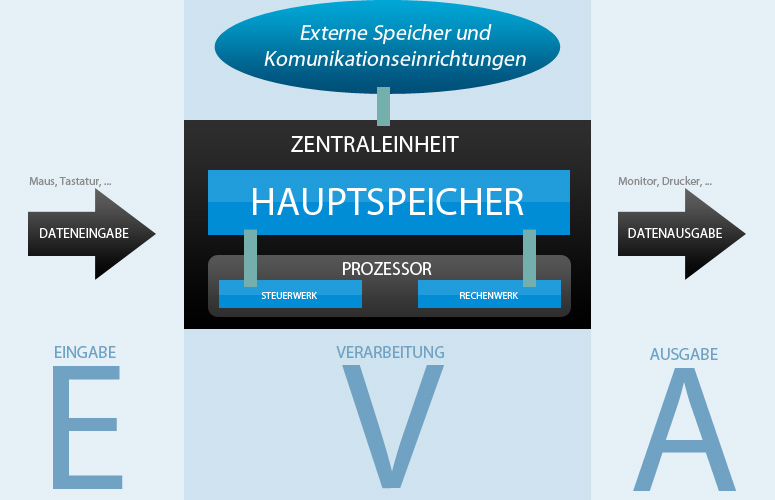 Externe Speicher und
Komunikationseinrichtungen
ZENTRALEINHEIT
Maus, Tastatur, ...
Monitor, Drucker, ...
HAUPTSPEICHER
DATENEINGABE
DATENAUSGABE
PROZESSOR
STEUERWERK
RECHENWERK
EINGABE
VERARBEITUNG
AUSGABE
E
V
A